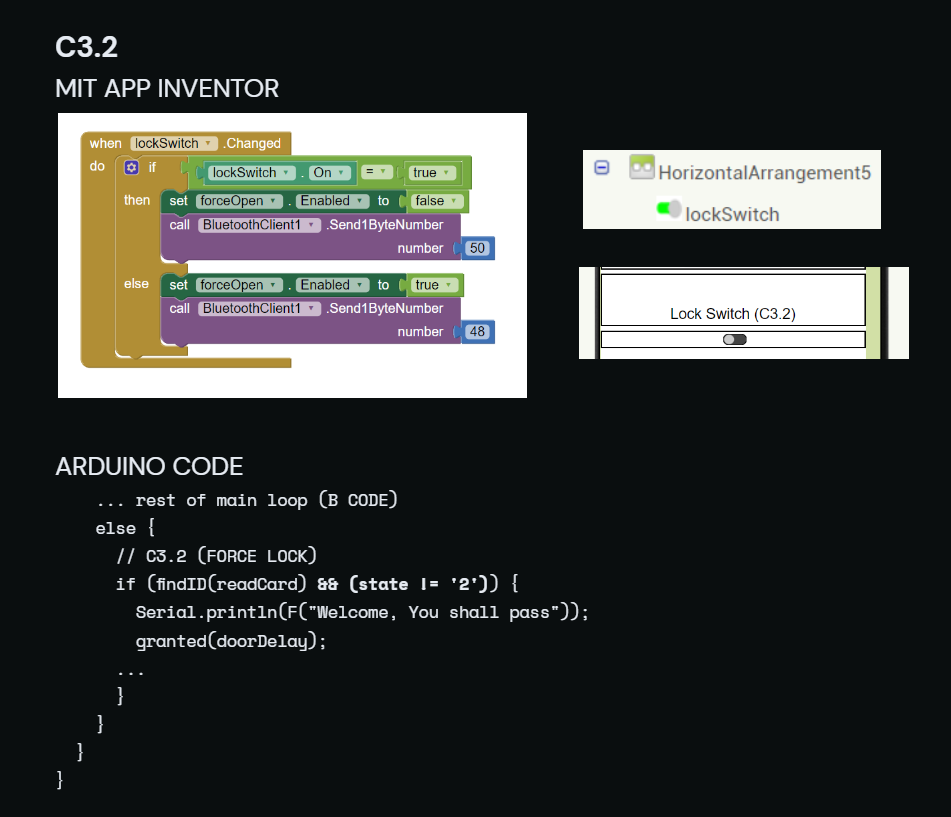 C3.2
MIT APP INVENTOR
when lockSwitch .Changed
do if lockSwitch . On = true
then set forceOpen . Enabled to false
call BluetoothClient1 .Send1ByteNumber
number 50
else set forceOpen . Enabled to true
call BluetoothClient1 .Send1ByteNumber
number 48
HorizontalArrangement5
lockSwitch
Lock Switch (C3.2)
ARDUINO CODE
... rest of main loop (B CODE)
else {
// C3.2 (FORCE LOCK)
if (findID(readCard) && (state != '2')) {
Serial.println(F("Welcome, You shall pass"));
granted(doorDelay);
...
}
}
}
}